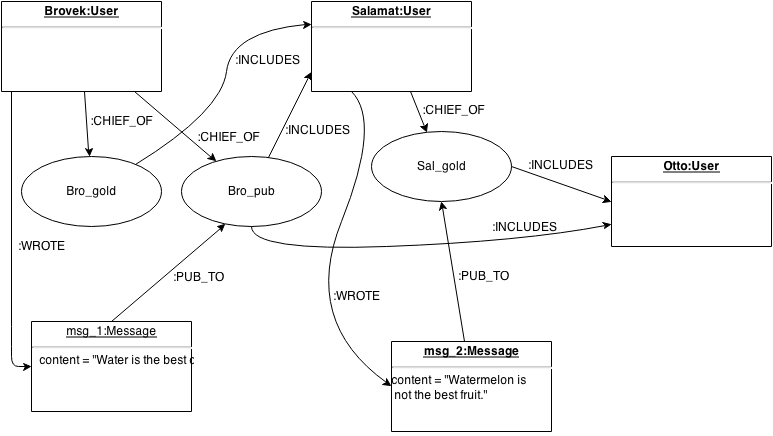 Brovek:User
Salamat:User
:INCLUDES
:CHIEF_OF
:CHIEF_OF
:INCLUDES
:CHIEF_OF
Bro_gold
Bro_pub
Sal_gold
:INCLUDES
Otto:User
:INCLUDES
:WROTE
:PUB_TO
:PUB_TO
:WROTE
msg_1:Message
content = "Water is the best
msg_2:Message
content = "Watermelon is
not the best fruit."